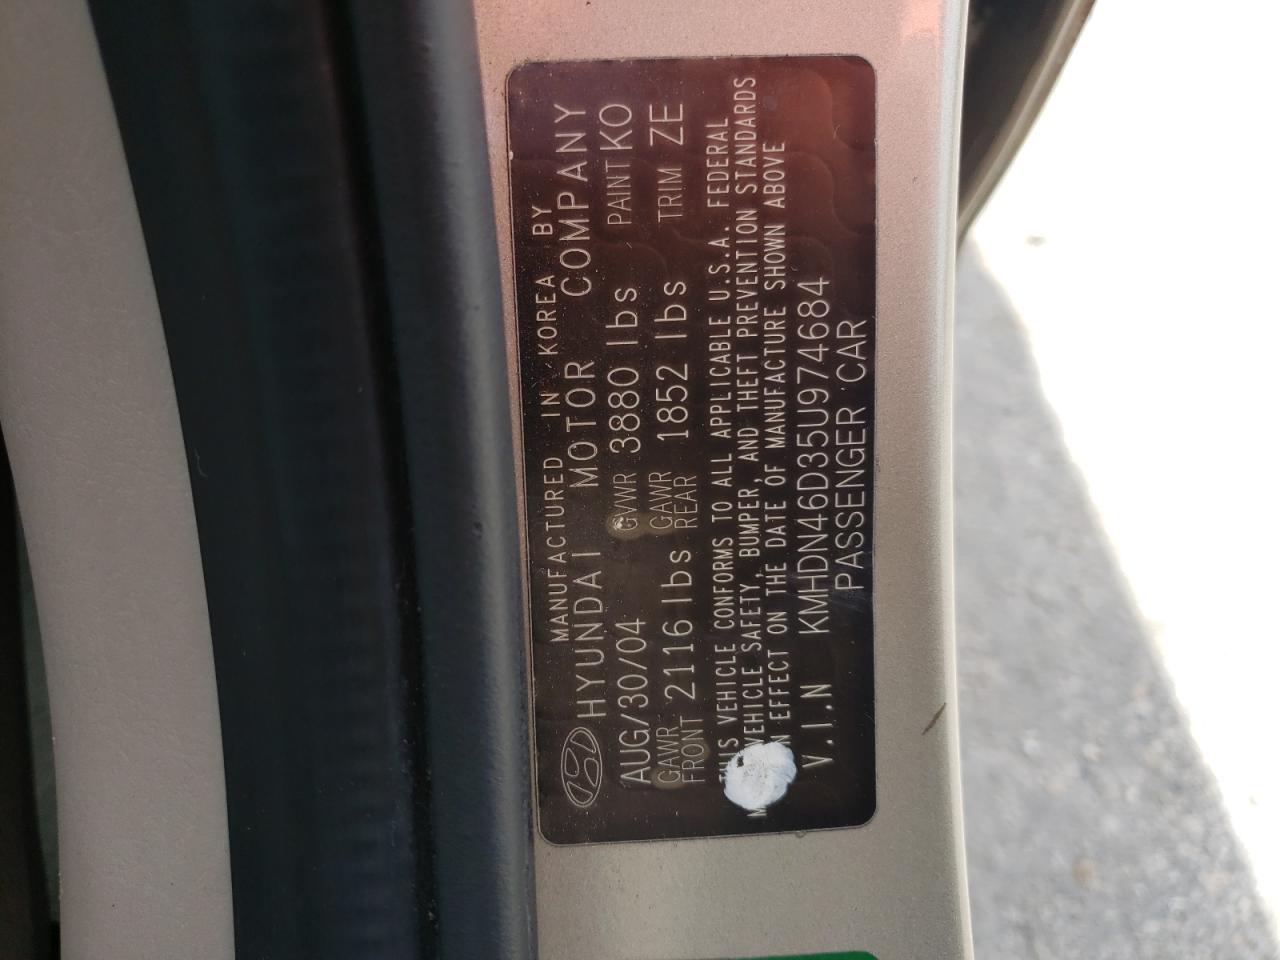 MANUFACTURED IN KOREA BY
HYUNDAI MOTOR COMPANY
AUG/30/04 GVWR 3880 lbs PAINT KO
GAWR FRONT 2116 lbs GAWR REAR 1852 lbs TRIM ZE
THIS VEHICLE CONFORMS TO ALL APPLICABLE U.S.A. FEDERAL
VEHICLE SAFETY, BUMPER, AND THEFT PREVENTION STANDARDS
EFFECT ON THE DATE OF MANUFACTURE SHOWN ABOVE
V.I.N KMHDN46D35U974684
PASSENGER CAR